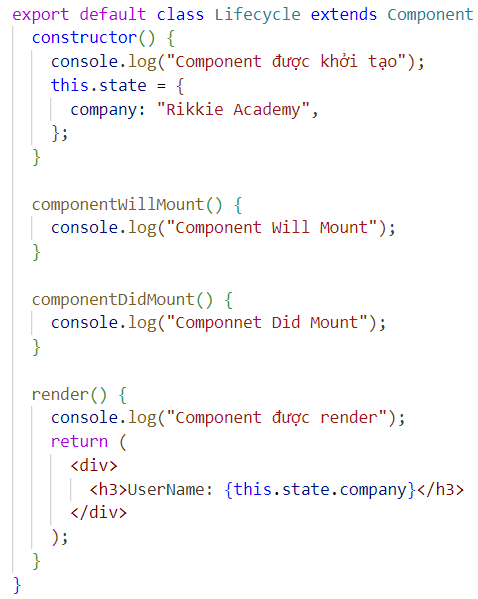 export default class Lifecycle extends Component
constructor() {
console.log("Component được khởi tạo");
this.state = {
company: "Rikkie Academy",
};
}
componentWillMount() {
console.log("Component Will Mount");
}
componentDidMount() {
console.log("Componnet Did Mount");
}
render() {
console.log("Component được render");
return (
<div>
<h3>UserName: {this.state.company}</h3>
</div>
);
}
}